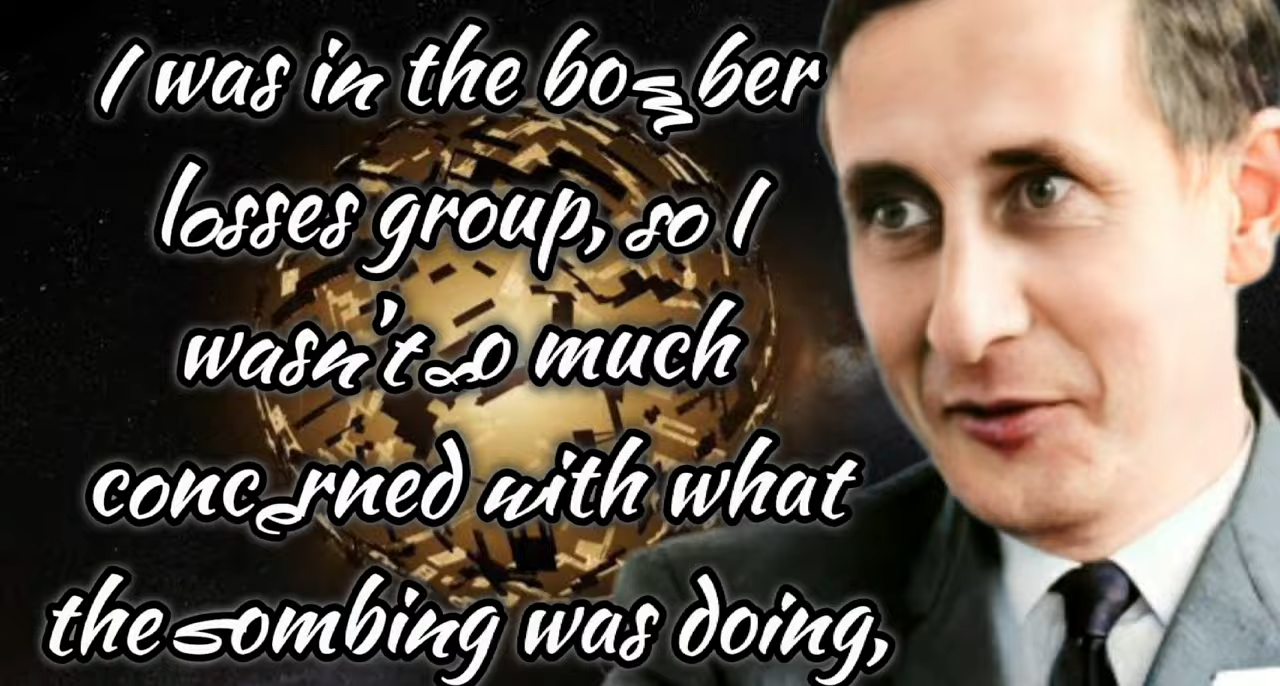 I was in the bomber
losses group, so I
wasn't so much
concerned with what
the bombing was doing,